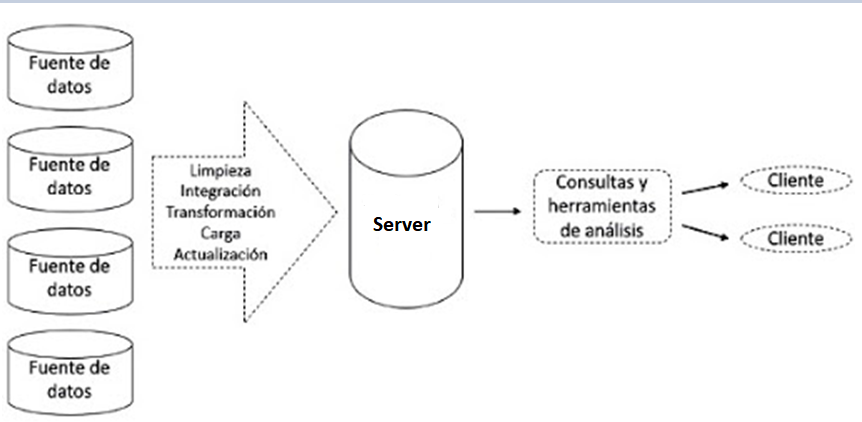 Fuente de
datos
Fuente de
datos
Fuente de
datos
Fuente de
datos
Limpieza
Integración
Transformación
Carga
Actualización
Server
Consultas y
herramientas
de análisis
Cliente
Cliente